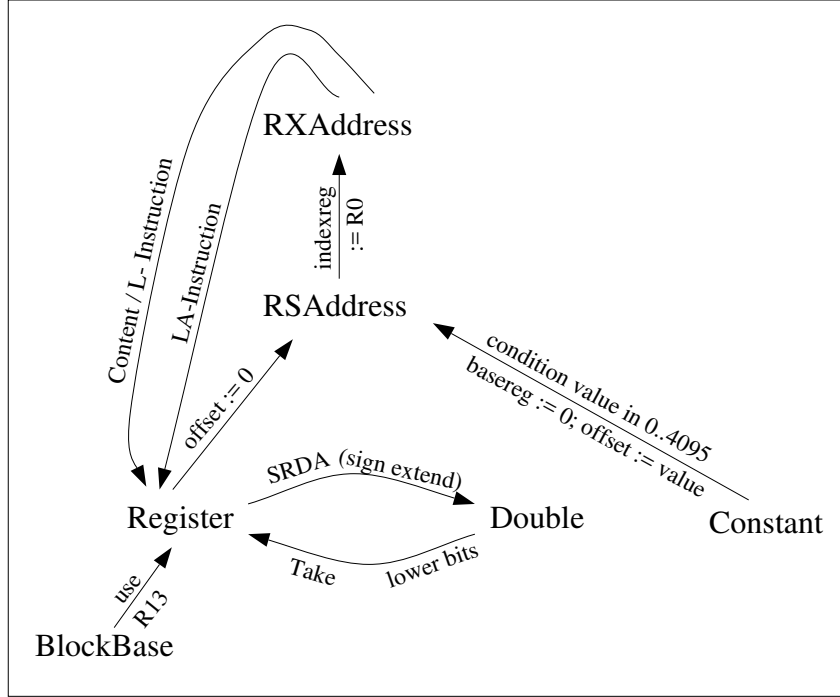 RXAddress
indexreg
:= R0
Content / L- Instruction
LA-Instruction
RSAddress
condition value in 0..4095
basereg := 0; offset := value
offset := 0
SRDA (sign extend)
Register
Double
Constant
Take
lower bits
use
R13
BlockBase